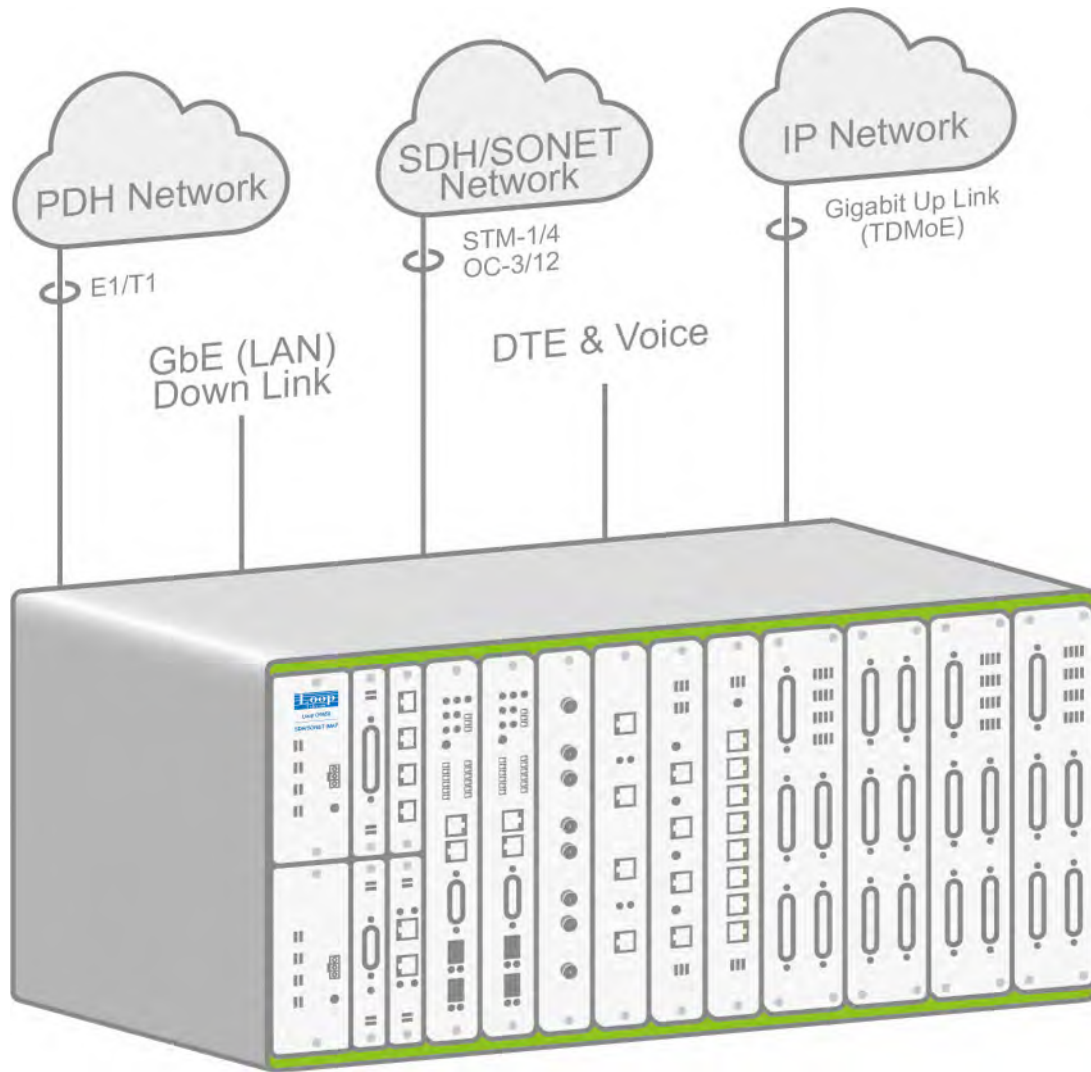 PDH Network
SDH/SONET
Network
IP Network
E1/T1
STM-1/4
OC-3/12
Gigabit Up Link
(TDMoE)
GbE (LAN)
Down Link
DTE & Voice
Loop